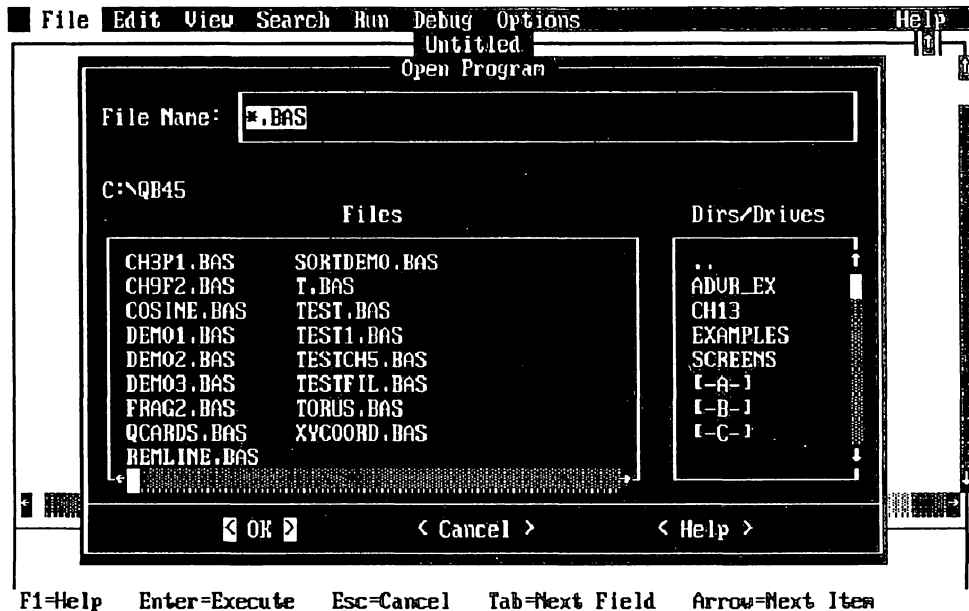 File Edit View Search Run Debug Options Help
Untitled
Open Program
File Name: *.BAS
C:\QB45
Files Dirs/Drives
CH3P1.BAS SORTDEMO.BAS ..
CH9F2.BAS T.BAS ADVR_EX
COSINE.BAS TEST.BAS CH13
DEMO1.BAS TEST1.BAS EXAMPLES
DEMO2.BAS TESTCH5.BAS SCREENS
DEMO3.BAS TESTFIL.BAS [-A-]
FRAG2.BAS TORUS.BAS [-B-]
QCARDS.BAS XYCOORD.BAS [-C-]
REMLINE.BAS
< OK > < Cancel > < Help >
F1=Help Enter=Execute Esc=Cancel Tab=Next Field Arrow=Next Item